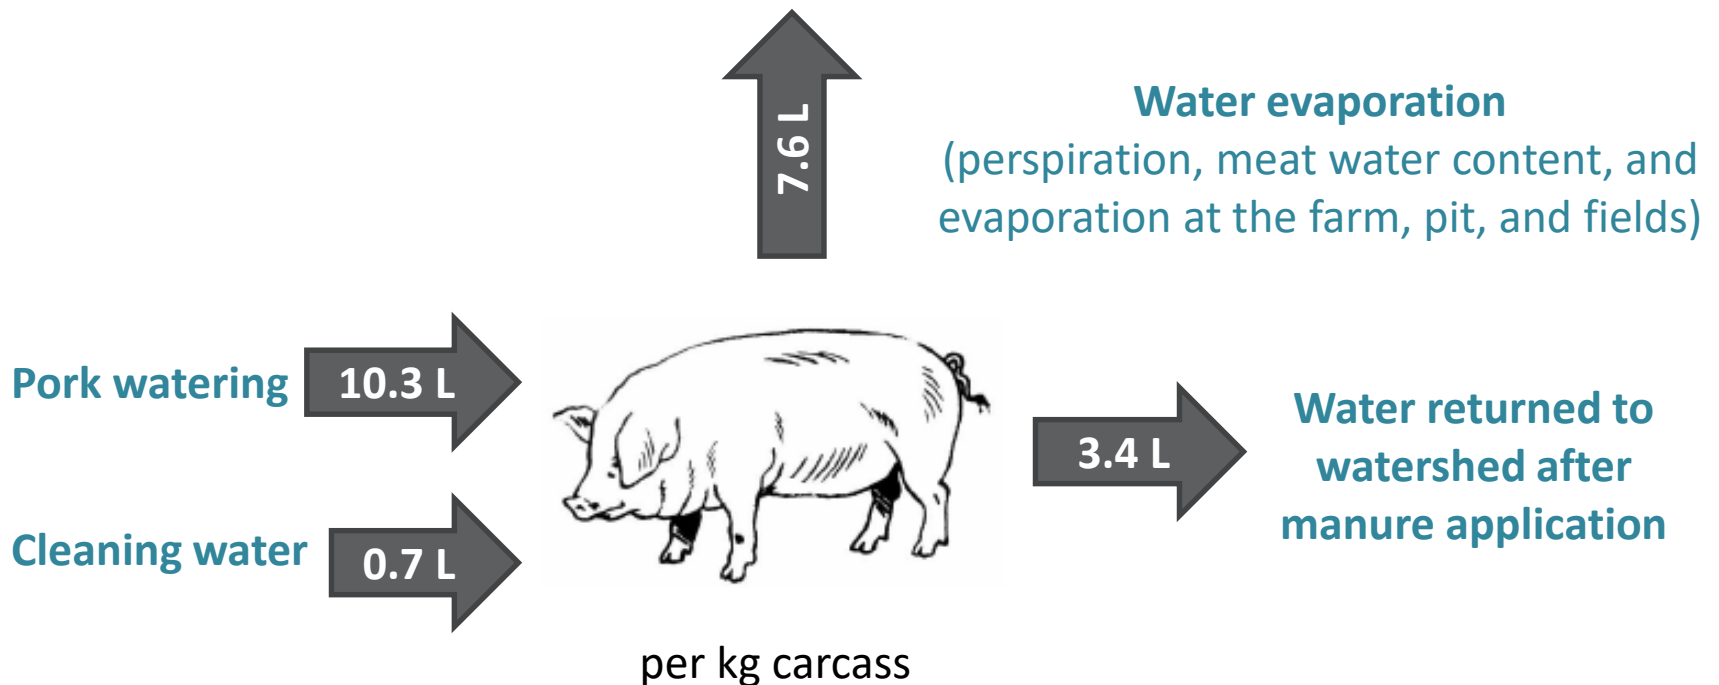 7.6 L
Water evaporation
(perspiration, meat water content, and
evaporation at the farm, pit, and fields)
Pork watering
10.3 L
Cleaning water
0.7 L
3.4 L
Water returned to
watershed after
manure application
per kg carcass